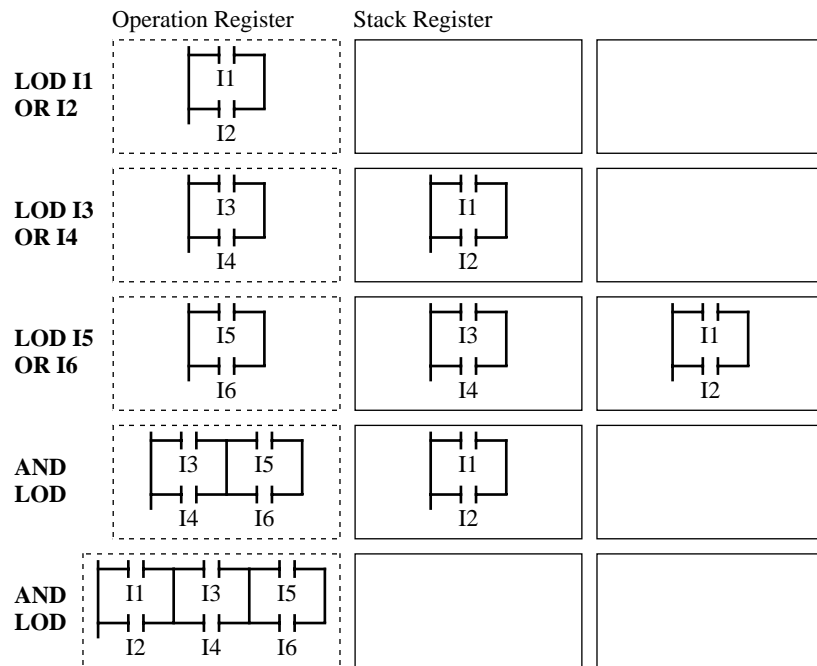 Operation Register Stack Register
I1
LOD I1
OR I2
I2
I3 I1
LOD I3
OR I4
I4 I2
I5 I3 I1
LOD I5
OR I6
I6 I4 I2
I3 I5 I1
AND
LOD
I4 I6 I2
I1 I3 I5
AND
LOD
I2 I4 I6